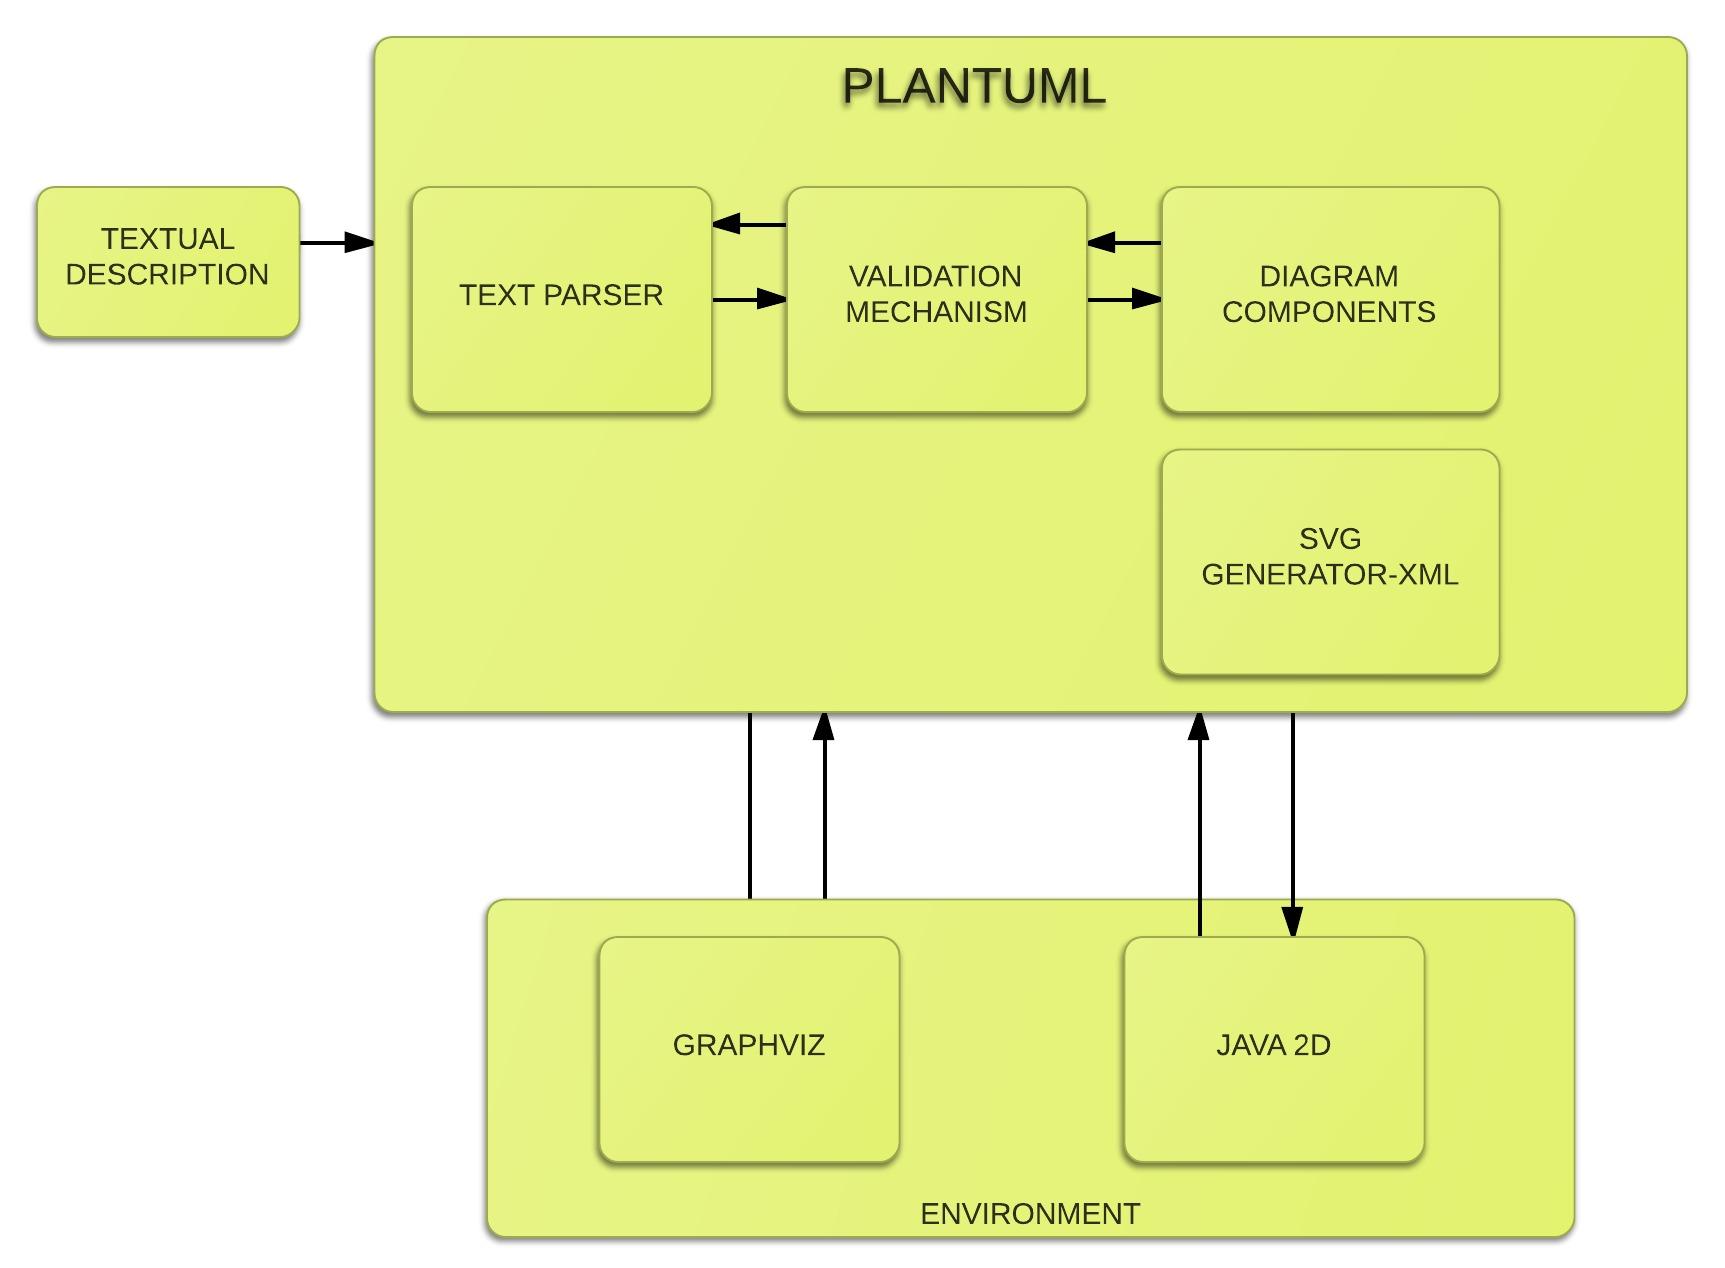 PLANTUML
TEXTUAL
DESCRIPTION
TEXT PARSER
VALIDATION
MECHANISM
DIAGRAM
COMPONENTS
SVG
GENERATOR-XML
GRAPHVIZ
JAVA 2D
ENVIRONMENT